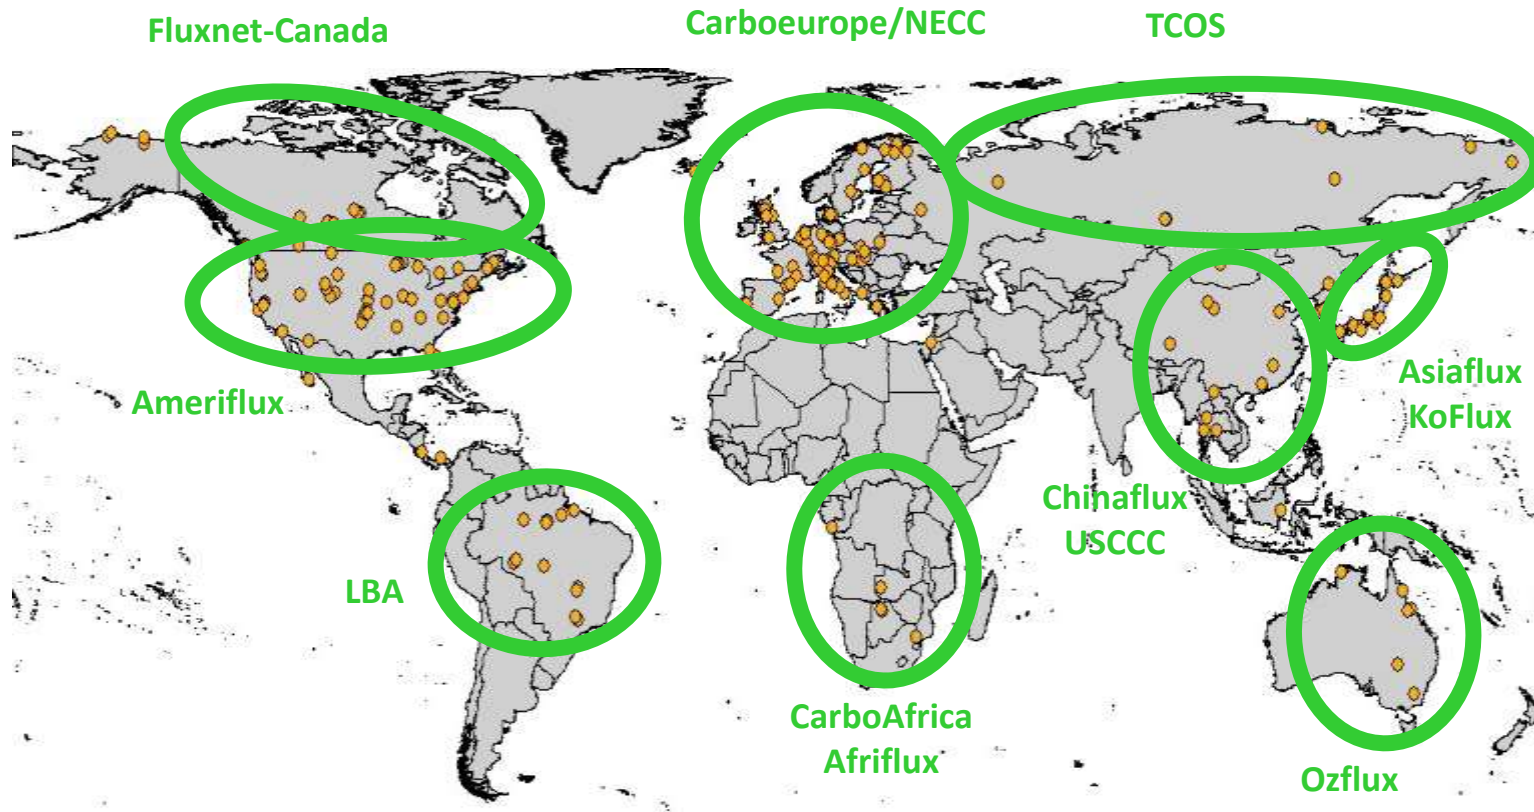 Fluxnet-Canada
Carboeurope/NECC
TCOS
Ameriflux
Asiaflux
KoFlux
Chinaflux
USCCC
LBA
CarboAfrica
Afriflux
Ozflux